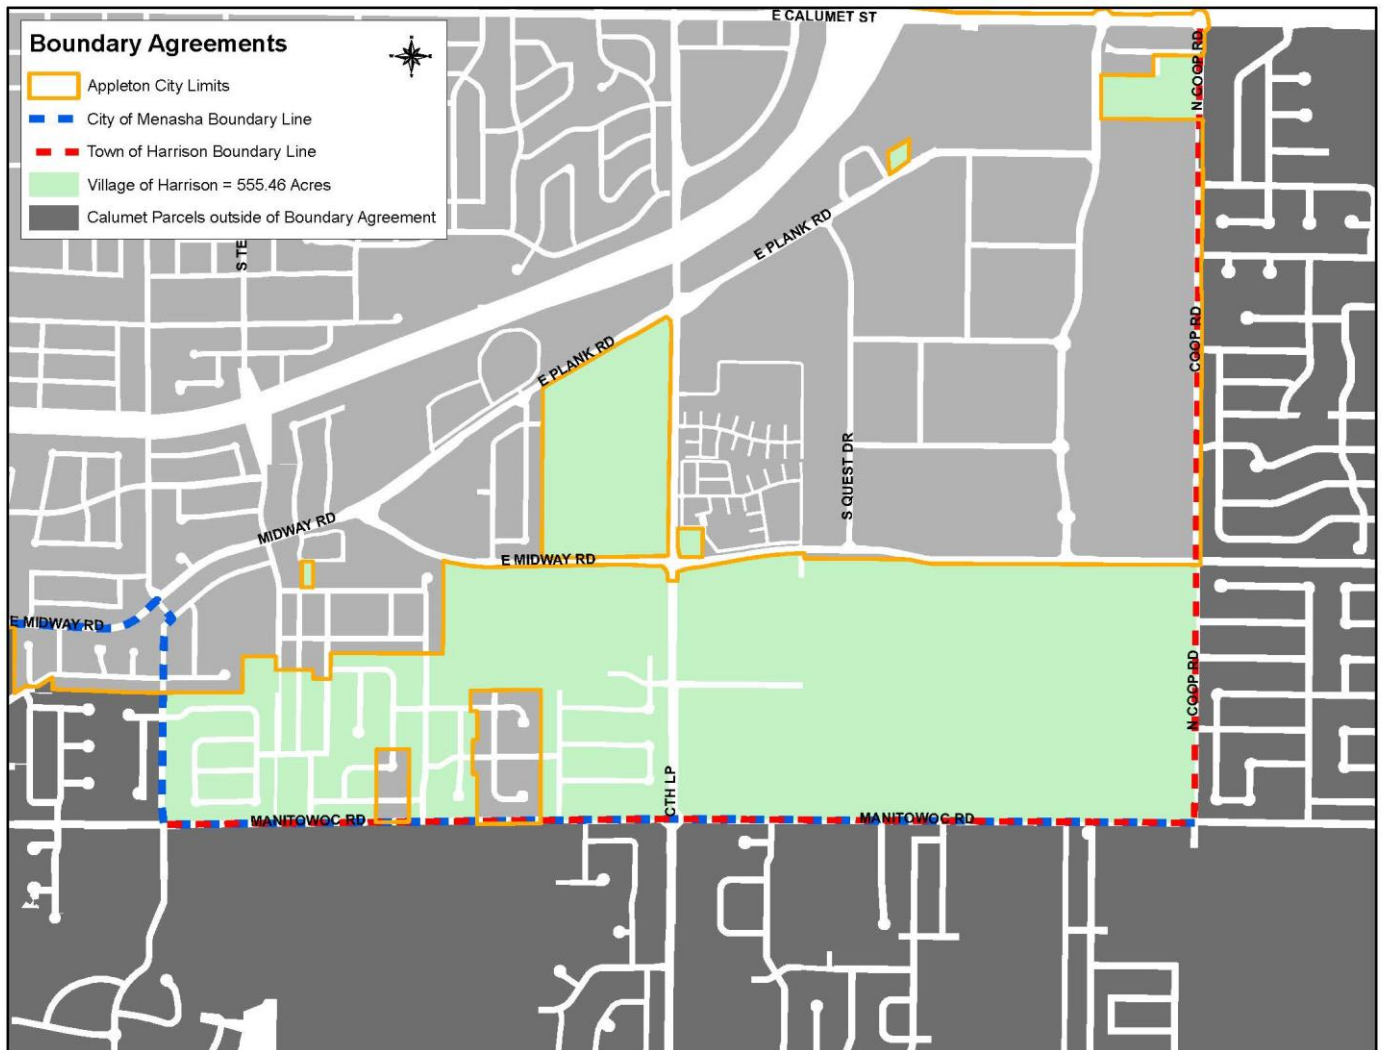 E CALUMET ST
Boundary Agreements
Appleton City Limits
City of Menasha Boundary Line
Town of Harrison Boundary Line
Village of Harrison = 555.46 Acres
Calumet Parcels outside of Boundary Agreement
N COOP RD
S TE
E PLANK RD
COOP RD
E PLANK RD
S QUEST DR
MIDWAY RD
E MIDWAY RD
E MIDWAY RD
N COOP RD
CTH LP
MANITOWOC RD
MANITOWOC RD